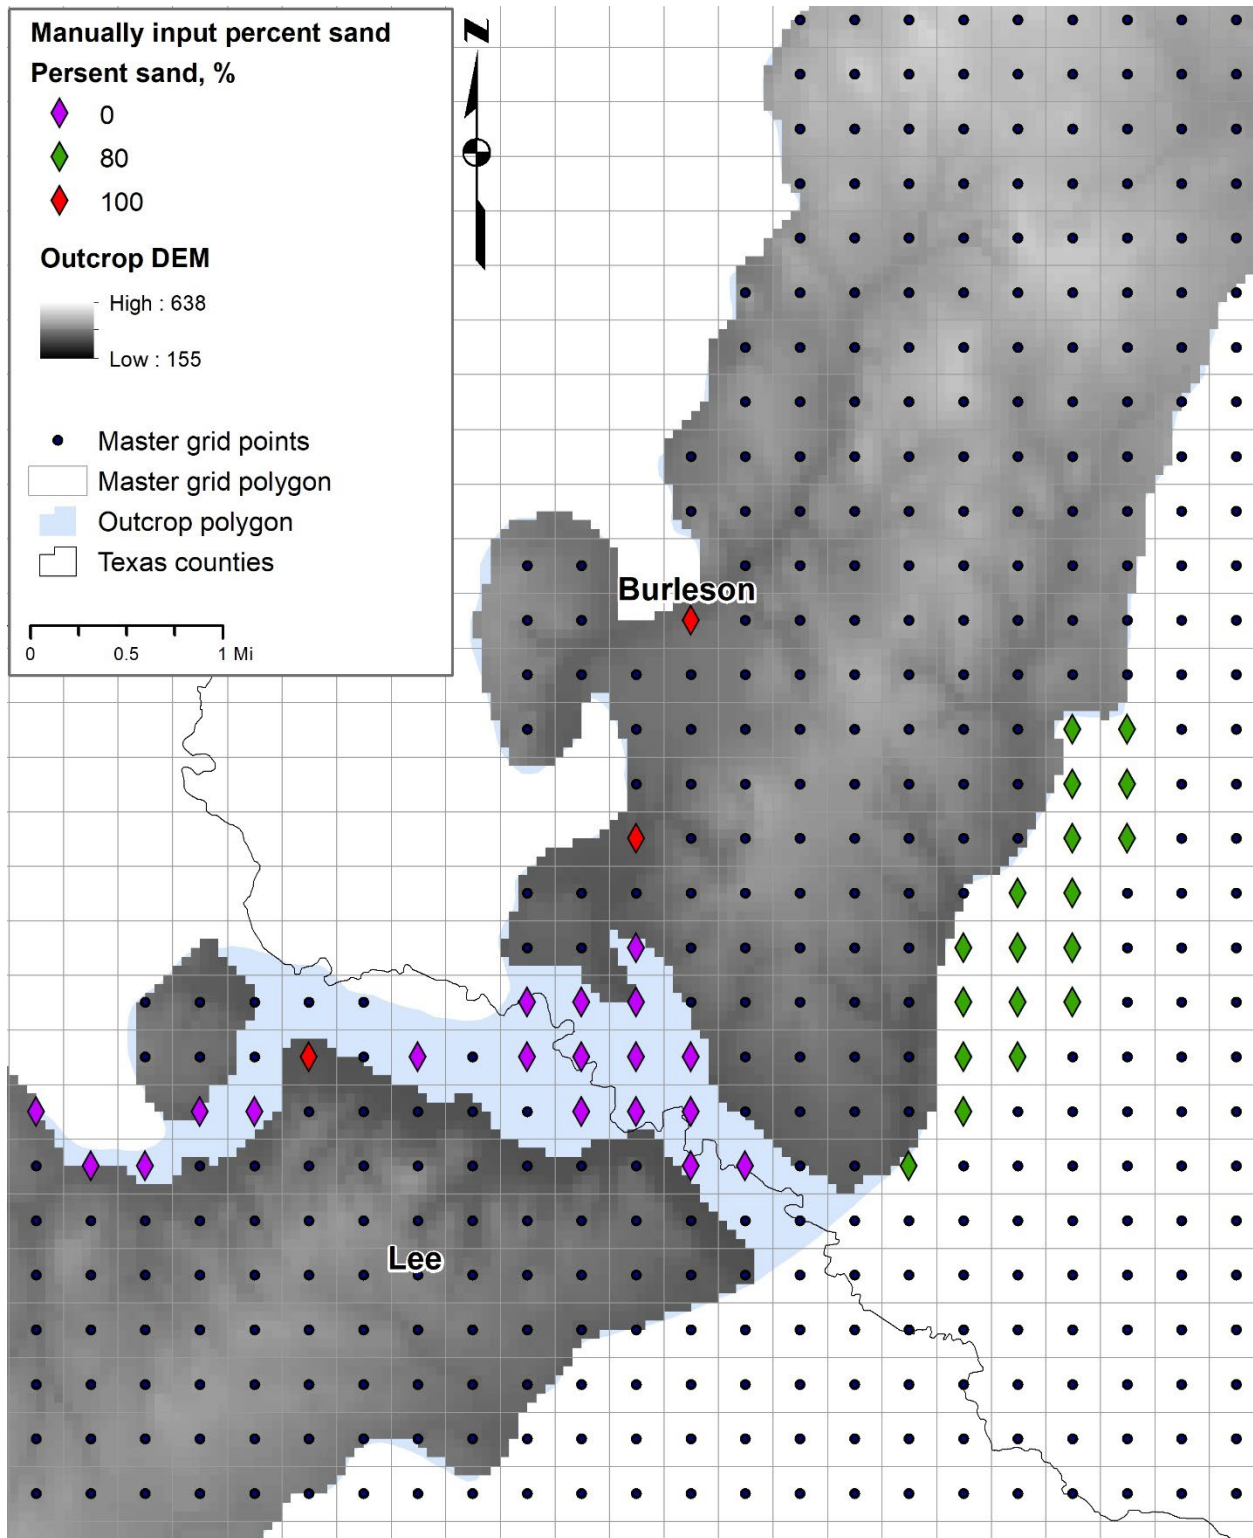 Manually input percent sand
Persent sand, %
0
80
100
Outcrop DEM
High : 638
Low : 155
Master grid points
Master grid polygon
Outcrop polygon
Texas counties
0 0.5 1 Mi
N
Burleson
Lee